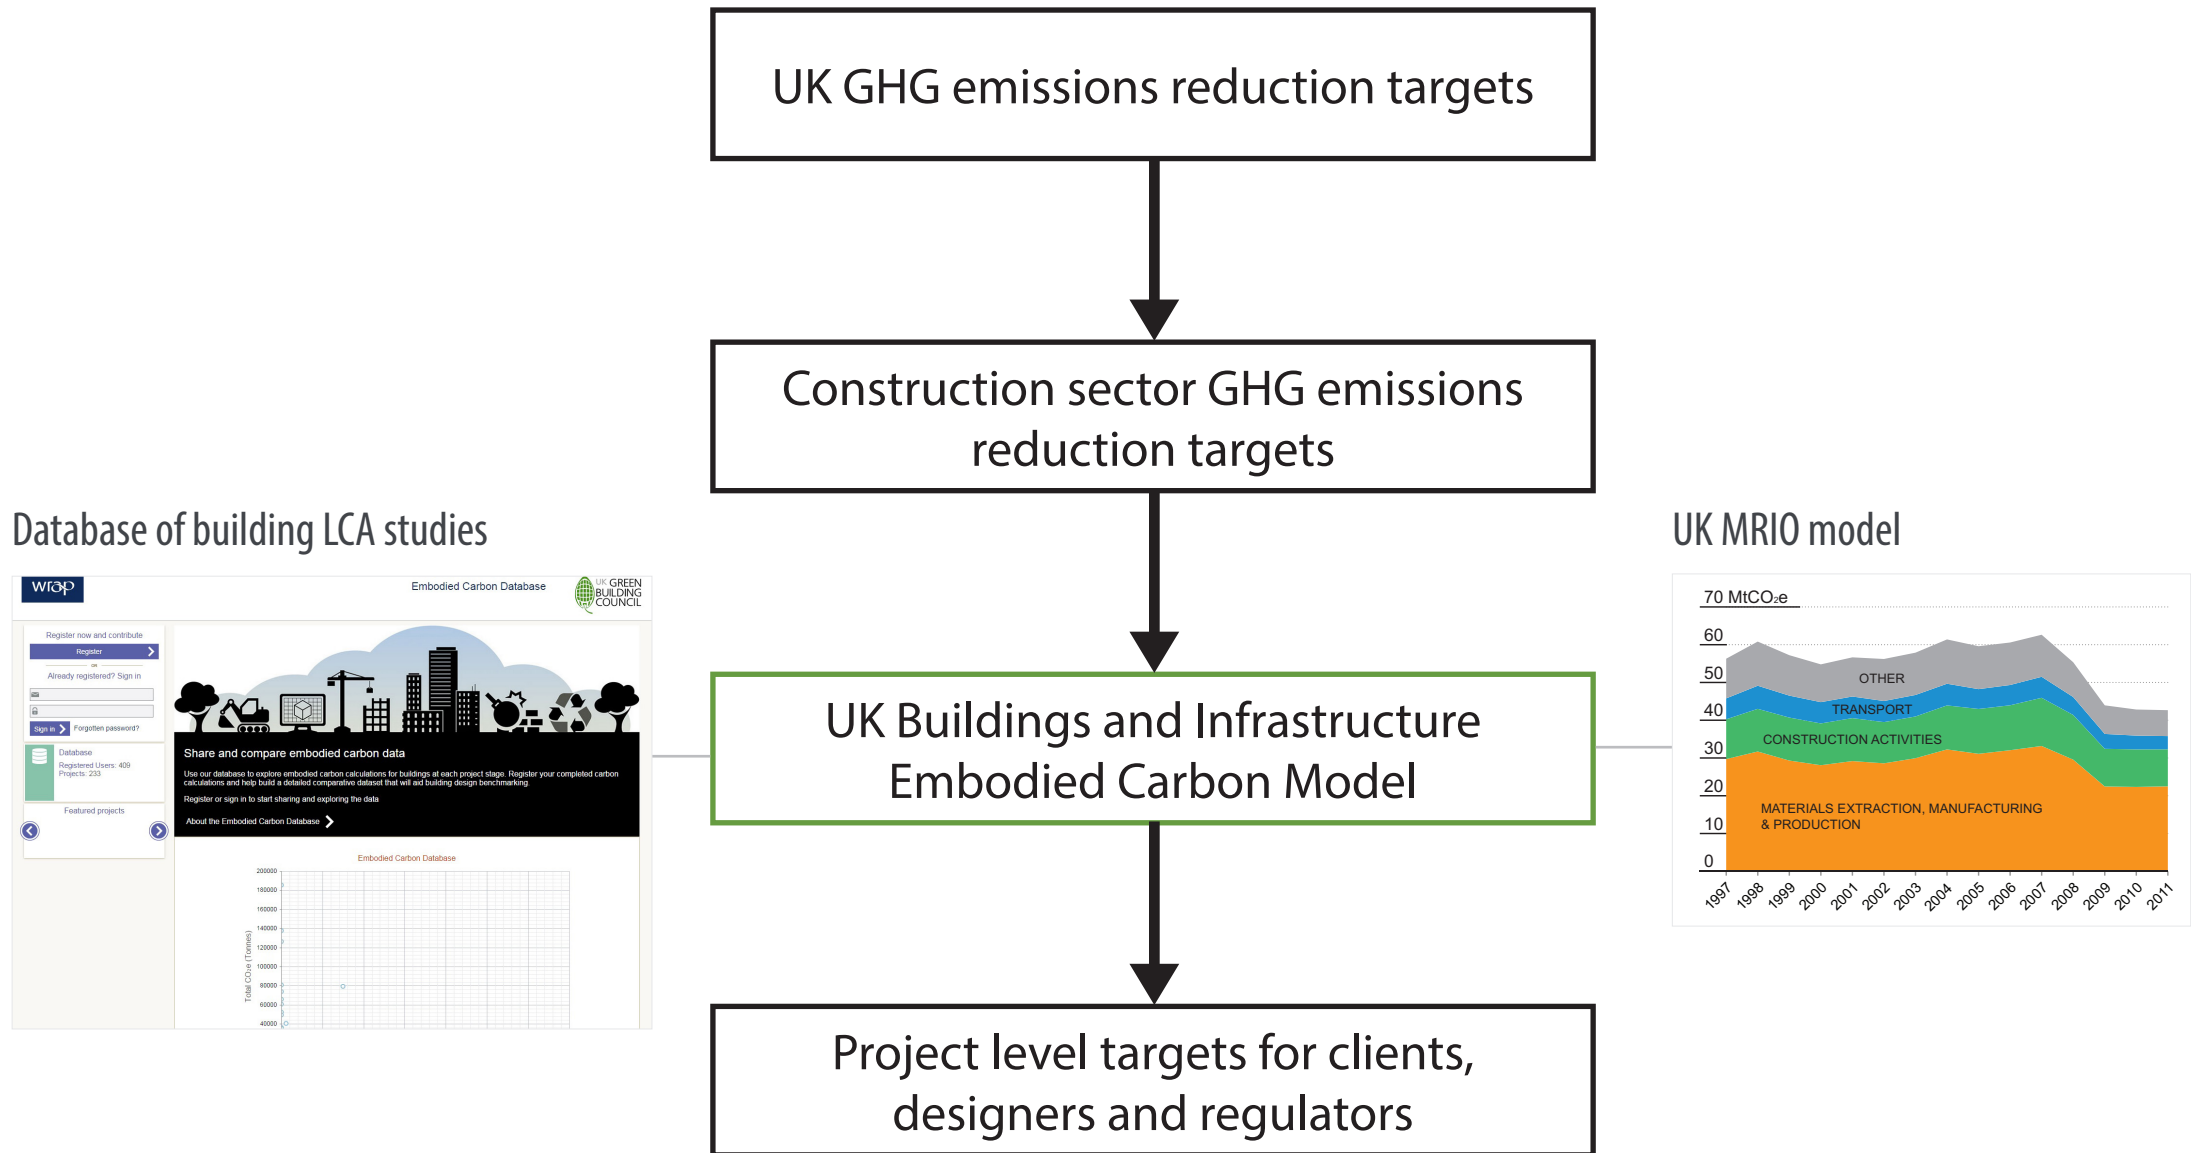 UK GHG emissions reduction targets
Construction sector GHG emissions
reduction targets
Database of building LCA studies
wrap
Embodied Carbon Database
UK GREEN
BUILDING
COUNCIL
Register now and contribute
Register
OR
Already registered? Sign in
Sign in
Forgotten password?
Database
Registered Users: 409
Projects: 233
Featured projects
Share and compare embodied carbon data
Use our database to explore embodied carbon calculations for buildings at each project stage. Register your completed carbon
calculations and help build a detailed comparative dataset that will aid building design benchmarking.
Register or sign in to start sharing and exploring the data
About the Embodied Carbon Database
Embodied Carbon Database
Total CO₂e (Tonnes)
200000
180000
160000
140000
120000
100000
80000
60000
40000
UK Buildings and Infrastructure
Embodied Carbon Model
UK MRIO model
70 MtCO₂e
60
50
40
30
20
10
0
OTHER
TRANSPORT
CONSTRUCTION ACTIVITIES
MATERIALS EXTRACTION, MANUFACTURING
& PRODUCTION
1997
1998
1999
2000
2001
2002
2003
2004
2005
2006
2007
2008
2009
2010
2011
Project level targets for clients,
designers and regulators